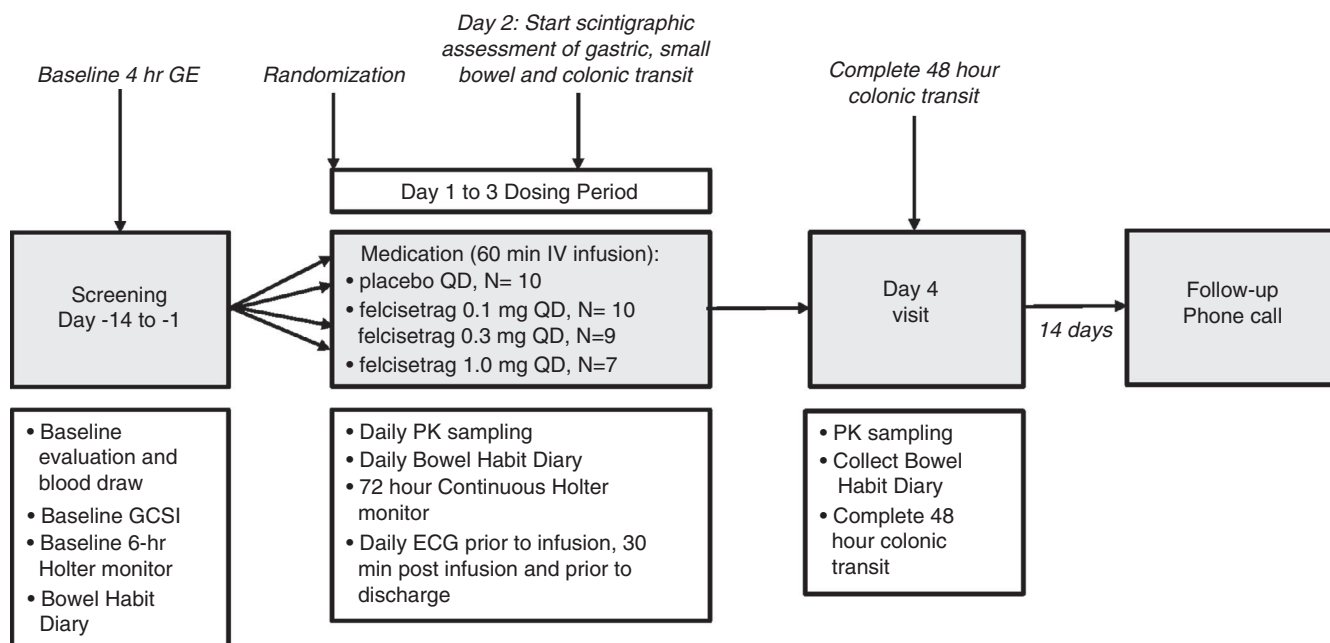 Baseline 4 hr GE
Randomization
Day 2: Start scintigraphic
assessment of gastric, small
bowel and colonic transit
Complete 48 hour
colonic transit
Day 1 to 3 Dosing Period
Screening
Day -14 to -1
Medication (60 min IV infusion):
• placebo QD, N= 10
• felcisetrag 0.1 mg QD, N= 10
felcisetrag 0.3 mg QD, N=9
• felcisetrag 1.0 mg QD, N=7
Day 4
visit
14 days
Follow-up
Phone call
• Baseline
evaluation and
blood draw
• Baseline GCSI
• Baseline 6-hr
Holter monitor
• Bowel Habit
Diary
• Daily PK sampling
• Daily Bowel Habit Diary
• 72 hour Continuous Holter
monitor
• Daily ECG prior to infusion, 30
min post infusion and prior to
discharge
• PK sampling
• Collect Bowel
Habit Diary
• Complete 48
hour colonic
transit